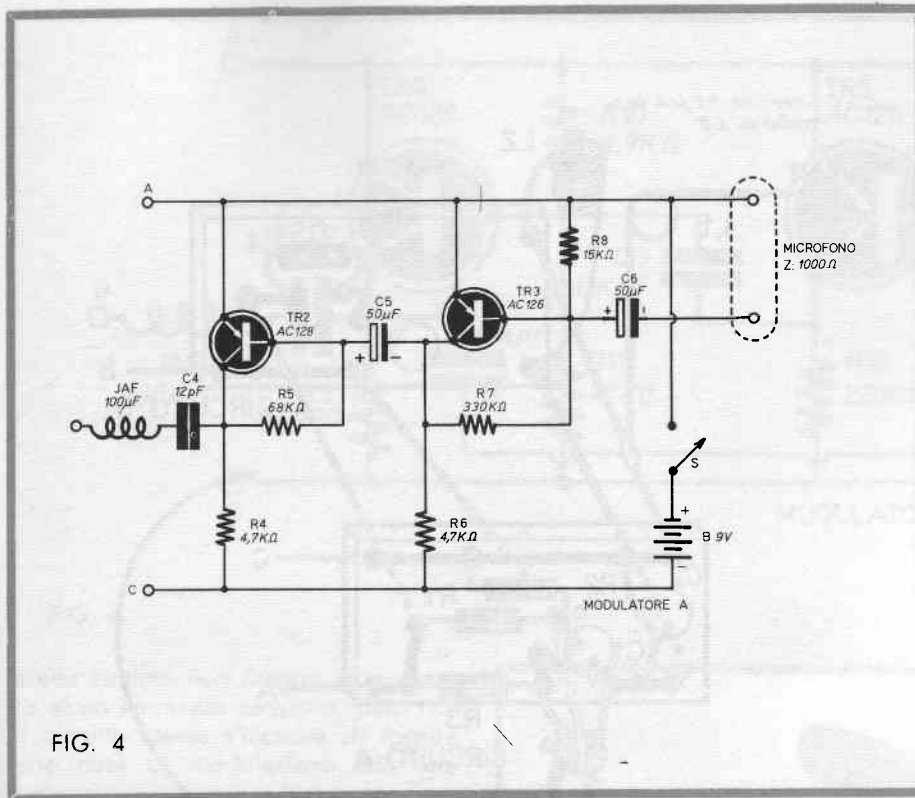 A
R8
15KΩ
MICROFONO
Z: 1000Ω
C6
50µF
+
-
TR3
AC126
C5
50µF
+
-
TR2
AC128
JAF
100µF
C4
12pF
R5
68KΩ
R7
330KΩ
S
R4
4,7KΩ
R6
4,7KΩ
+
B 9V
-
C
MODULATORE A
FIG. 4